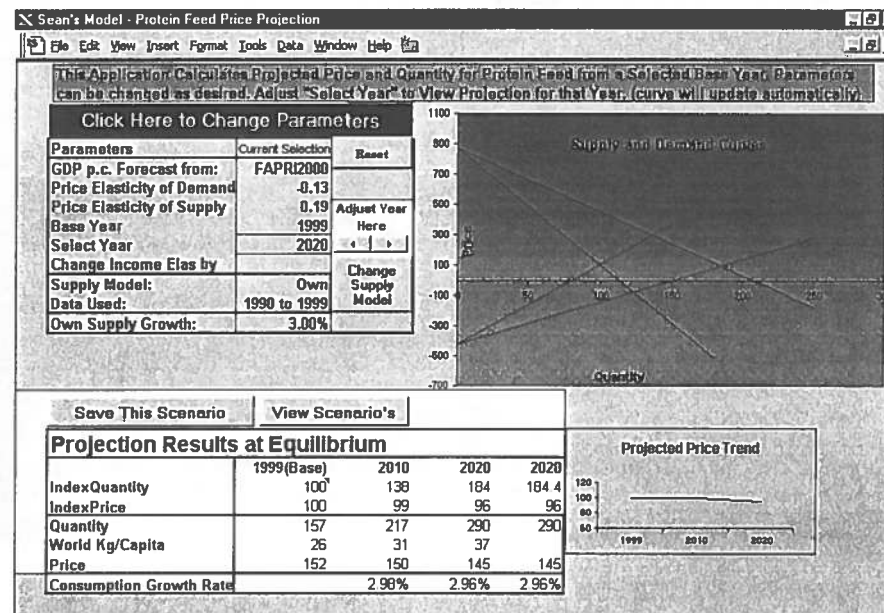 Sean's Model - Protein Feed Price Projection
File Edit View Insert Format Tools Data Window Help
This Application Calculates Projected Price and Quantity for Protein Feed from a Selected Base Year. Parameters
can be changed as desired. Adjust "Select Year" to View Projection for that Year. (curve will update automatically)
Click Here to Change Parameters
Parameters Current Selection Reset
GDP p.c. Forecast from: FAPRI2000
Price Elasticity of Demand -0.13
Price Elasticity of Supply 0.19 Adjust Year
Base Year 1999 Here
Select Year 2020
Change Income Elas by Change
Supply Model: Own Supply
Data Used: 1990 to 1999 Model
Own Supply Growth: 3.00%
Supply and Demand Curves
1100
900
700
500
300
100
-100
-300
-500
-700
Price
50 100 150 200 250
Quantity
Save This Scenario View Scenario's
Projection Results at Equilibrium
1999(Base) 2010 2020 2020
IndexQuantity 100 138 184 184.4
IndexPrice 100 99 96 96
Quantity 157 217 290 290
World Kg/Capita 26 31 37
Price 152 150 145 145
Consumption Growth Rate 2.98% 2.96% 2.96%
Projected Price Trend
120
100
80
60
1999 2010 2020